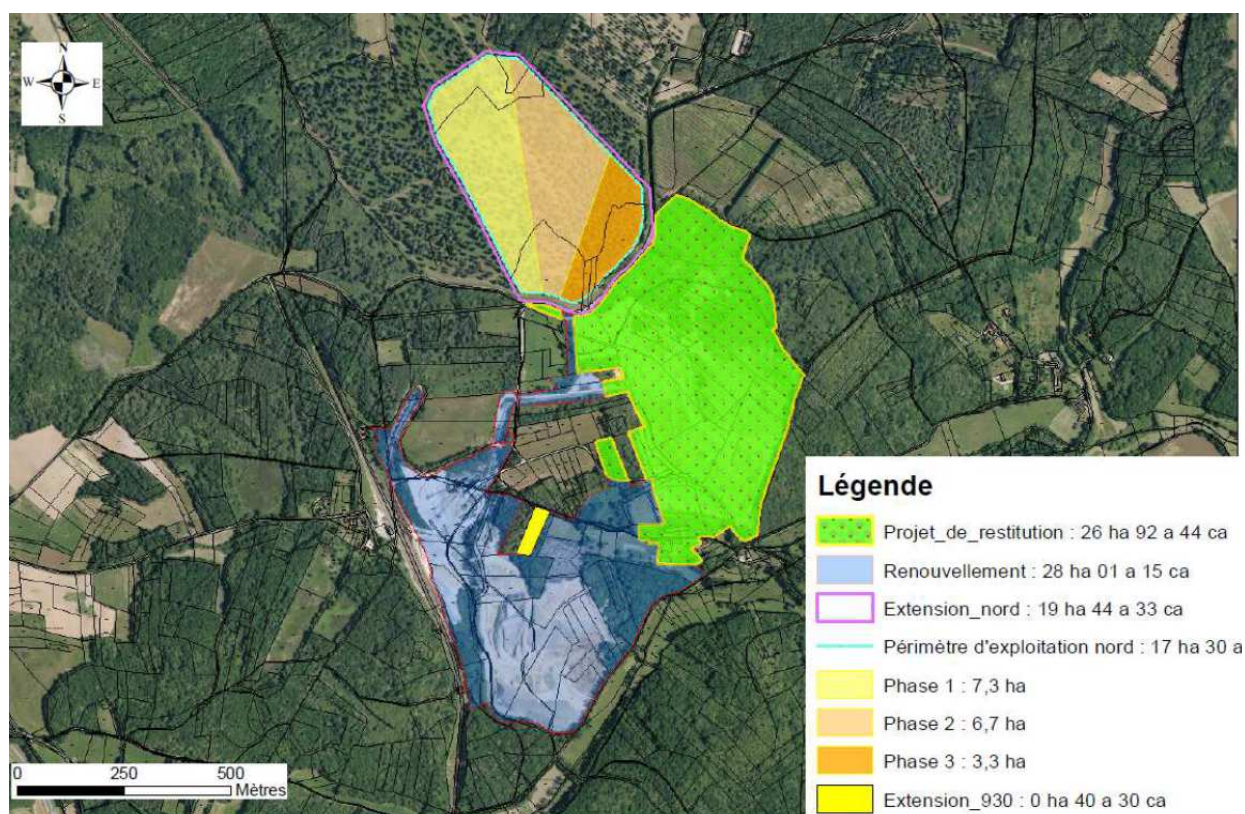 N
W E
S
Légende
Projet_de_restitution : 26 ha 92 a 44 ca
Renouvellement : 28 ha 01 a 15 ca
Extension_nord : 19 ha 44 a 33 ca
Périmètre d'exploitation nord : 17 ha 30 a
Phase 1 : 7,3 ha
Phase 2 : 6,7 ha
Phase 3 : 3,3 ha
Extension_930 : 0 ha 40 a 30 ca
0 250 500
Mètres